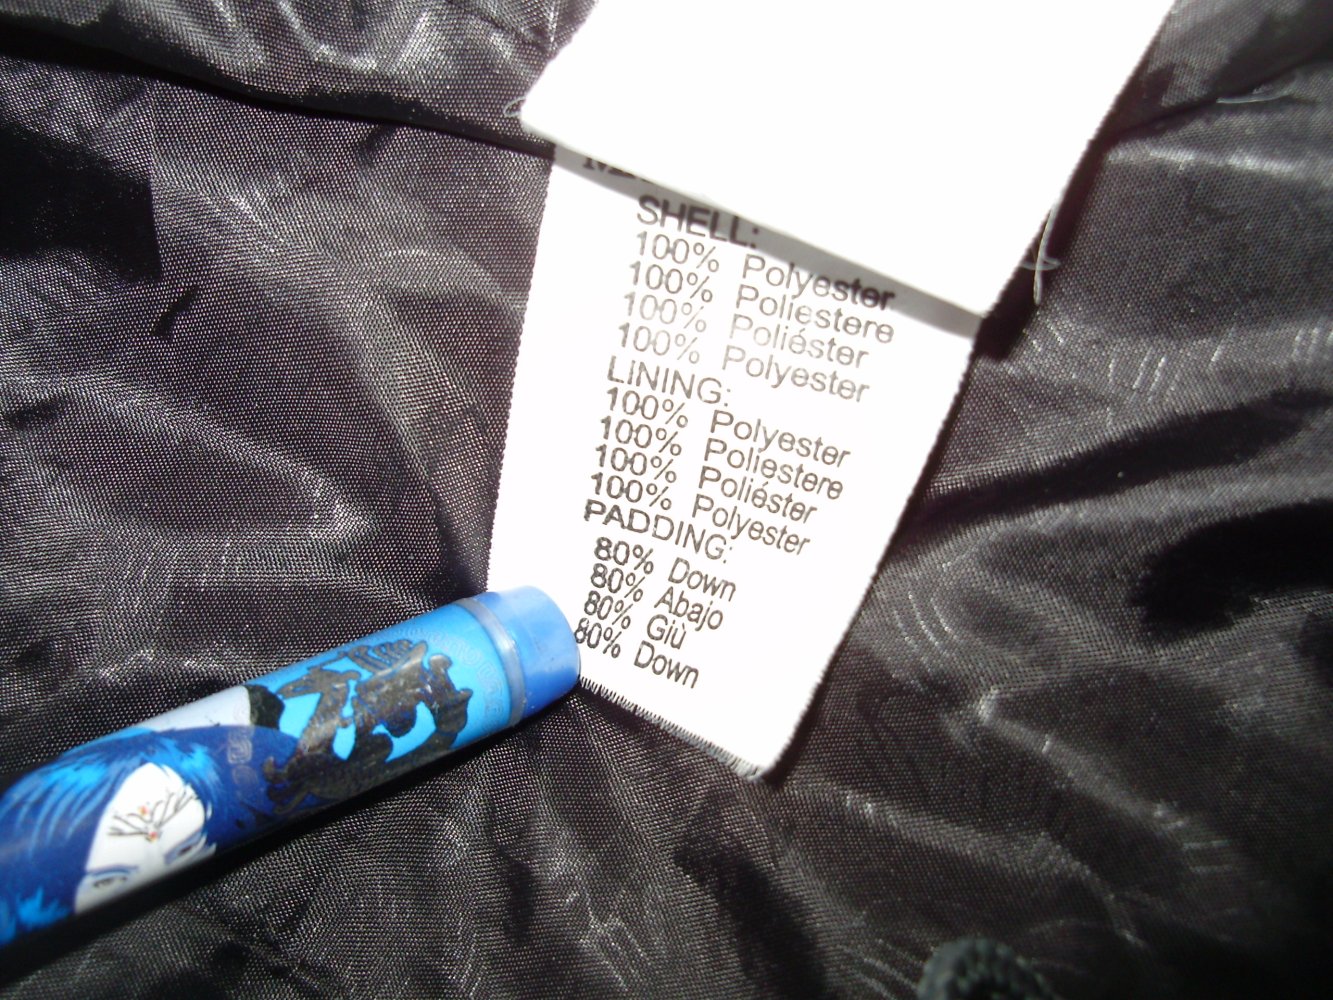 SHELL:
100% Polyester
100% Poliestere
100% Poliéster
100% Polyester
LINING:
100% Polyester
100% Poliestere
100% Poliéster
100% Polyester
PADDING:
80% Down
80% Abajo
80% Giù
80% Down